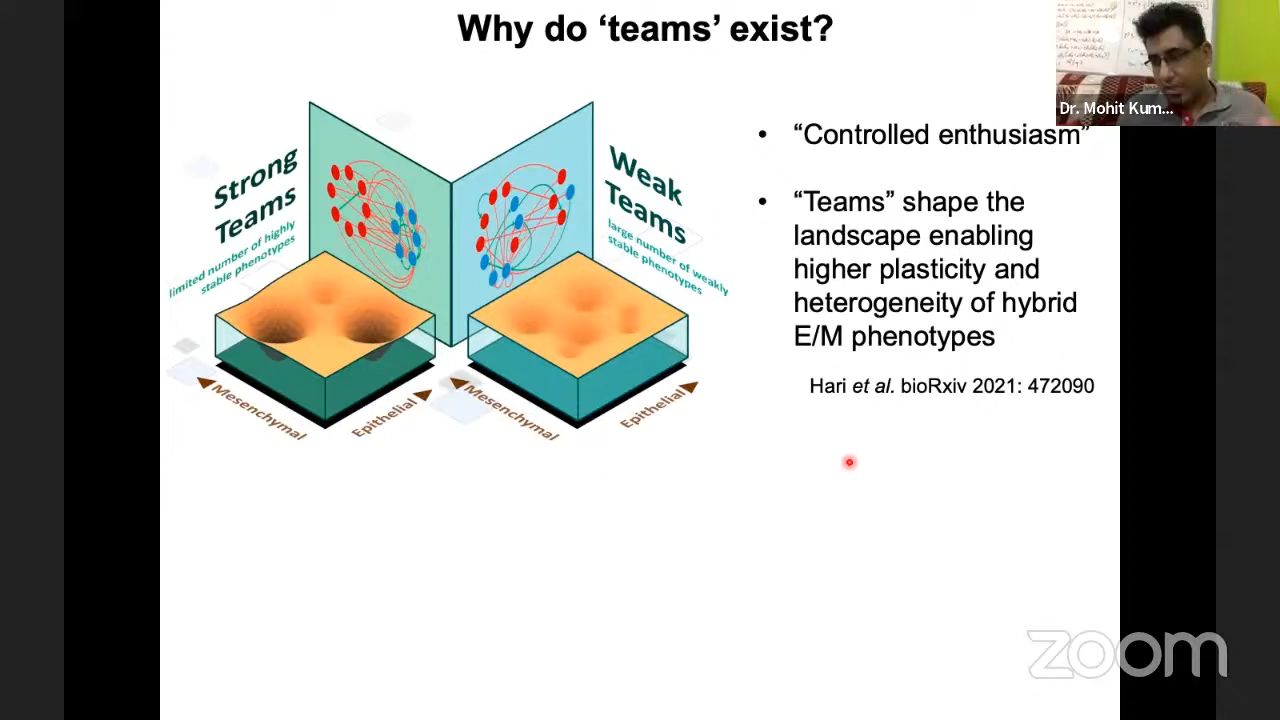 Why do ‘teams’ exist?
Dr. Mohit Kum...
Strong
Teams
limited number of highly
stable phenotypes
Weak
Teams
large number of weakly
stable phenotypes
Mesenchymal
Epithelial
Mesenchymal
Epithelial
• “Controlled enthusiasm”
• “Teams” shape the
landscape enabling
higher plasticity and
heterogeneity of hybrid
E/M phenotypes
Hari et al. bioRxiv 2021: 472090
zoom